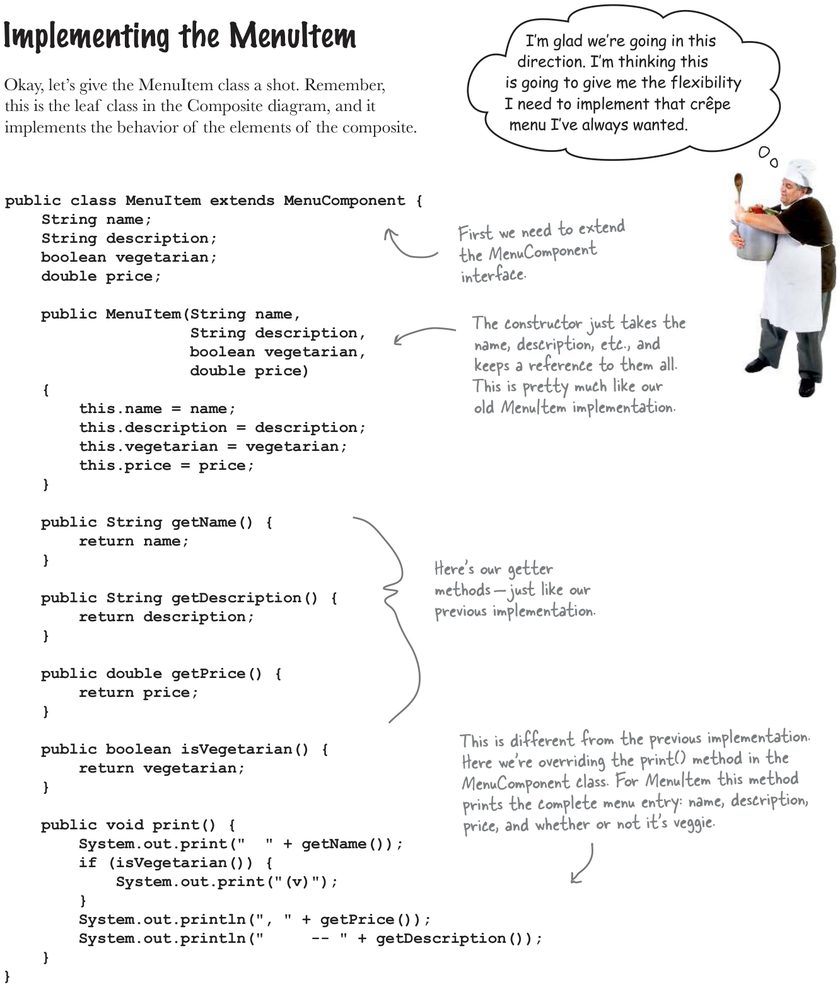 Implementing the MenuItem
Okay, let's give the MenuItem class a shot. Remember,
this is the leaf class in the Composite diagram, and it
implements the behavior of the elements of the composite.
I'm glad we're going in this
direction. I'm thinking this
is going to give me the flexibility
I need to implement that crêpe
menu I've always wanted.
public class MenuItem extends MenuComponent {
    String name;
    String description;
    boolean vegetarian;
    double price;
First we need to extend
the MenuComponent
interface.
    public MenuItem(String name,
                    String description,
                    boolean vegetarian,
                    double price)
    {
        this.name = name;
        this.description = description;
        this.vegetarian = vegetarian;
        this.price = price;
    }
The constructor just takes the
name, description, etc., and
keeps a reference to them all.
This is pretty much like our
old MenuItem implementation.
    public String getName() {
        return name;
    }
    public String getDescription() {
        return description;
    }
    public double getPrice() {
        return price;
    }
Here's our getter
methods—just like our
previous implementation.
    public boolean isVegetarian() {
        return vegetarian;
    }
    public void print() {
        System.out.print("  " + getName());
        if (isVegetarian()) {
            System.out.print("(v)");
        }
        System.out.println(", " + getPrice());
        System.out.println("     -- " + getDescription());
    }
}
This is different from the previous implementation.
Here we're overriding the print() method in the
MenuComponent class. For MenuItem this method
prints the complete menu entry: name, description,
price, and whether or not it's veggie.